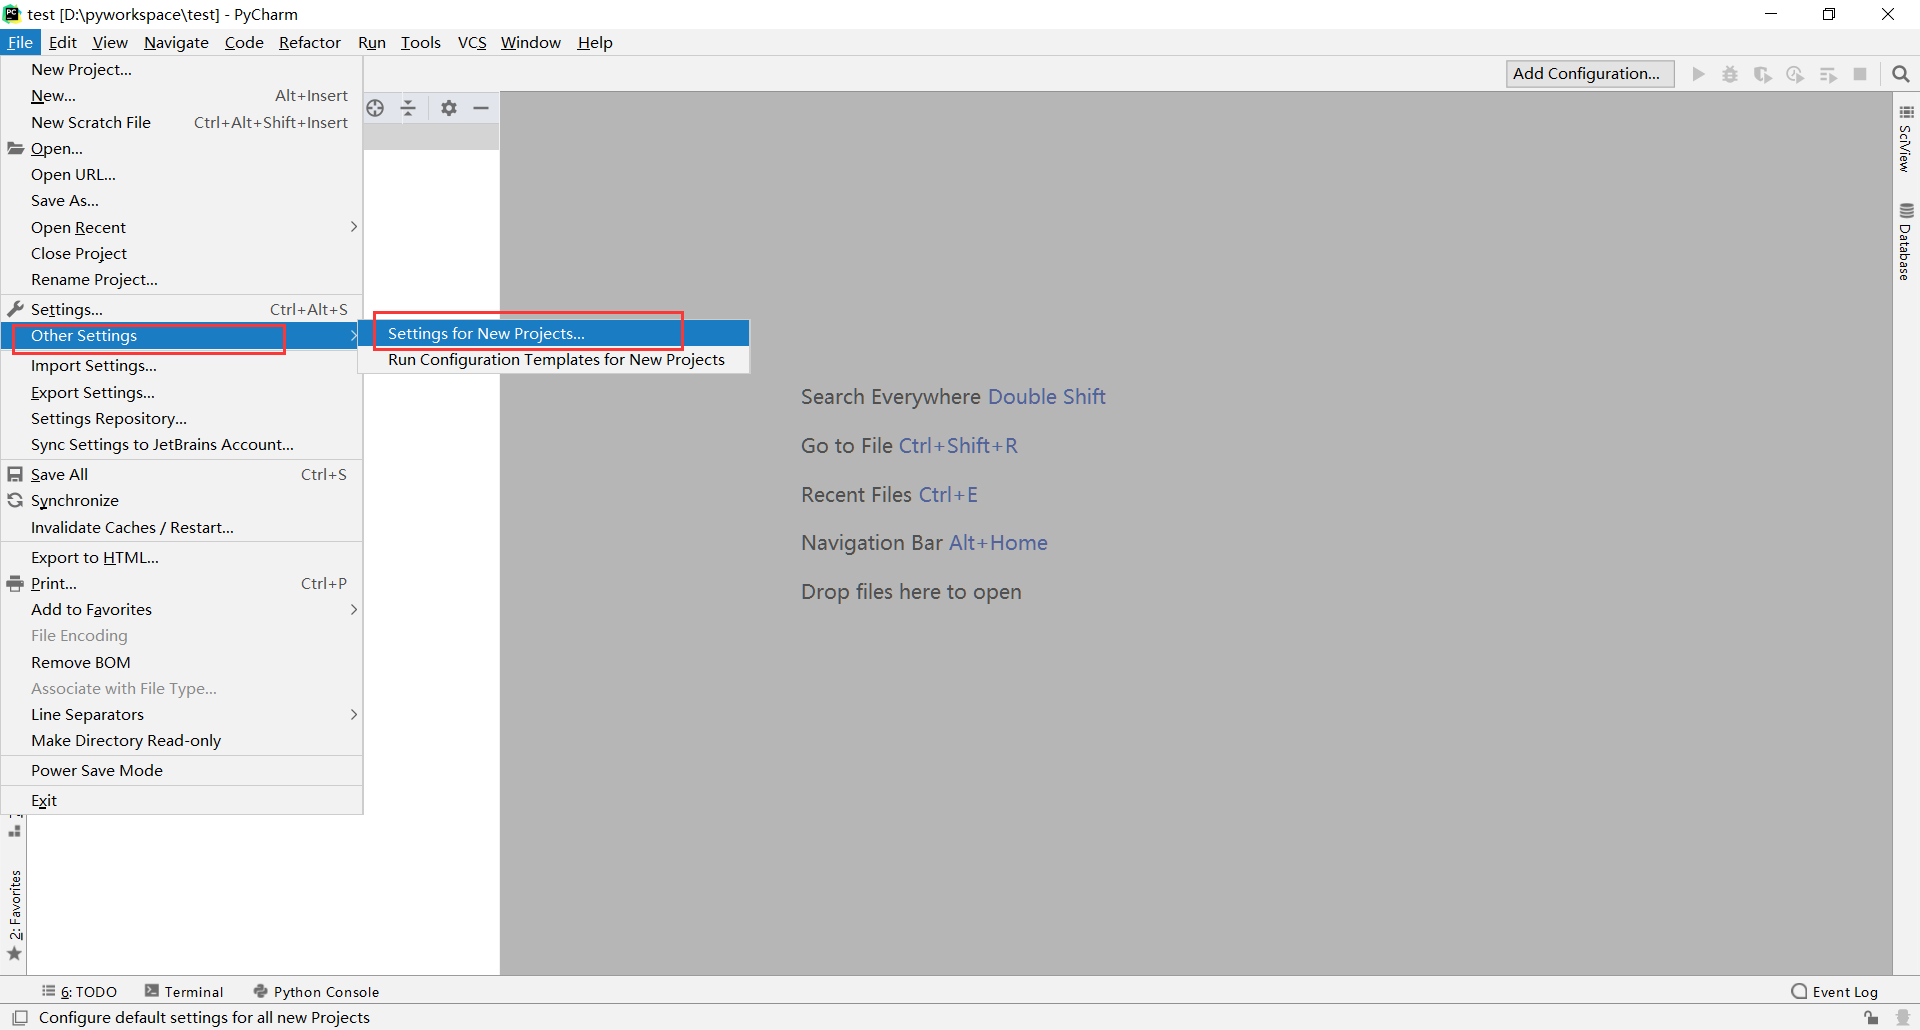 test [D:\pyworkspace\test] - PyCharm
File Edit View Navigate Code Refactor Run Tools VCS Window Help
Add Configuration...
New Project...
New... Alt+Insert
New Scratch File Ctrl+Alt+Shift+Insert
Open...
Open URL...
Save As...
Open Recent
Close Project
Rename Project...
Settings... Ctrl+Alt+S
Other Settings
Settings for New Projects...
Run Configuration Templates for New Projects
Import Settings...
Export Settings...
Settings Repository...
Sync Settings to JetBrains Account...
Save All Ctrl+S
Synchronize
Invalidate Caches / Restart...
Export to HTML...
Print... Ctrl+P
Add to Favorites
File Encoding
Remove BOM
Associate with File Type...
Line Separators
Make Directory Read-only
Power Save Mode
Exit
Search Everywhere Double Shift
Go to File Ctrl+Shift+R
Recent Files Ctrl+E
Navigation Bar Alt+Home
Drop files here to open
SciView
Database
2: Favorites
6: TODO Terminal Python Console Event Log
Configure default settings for all new Projects